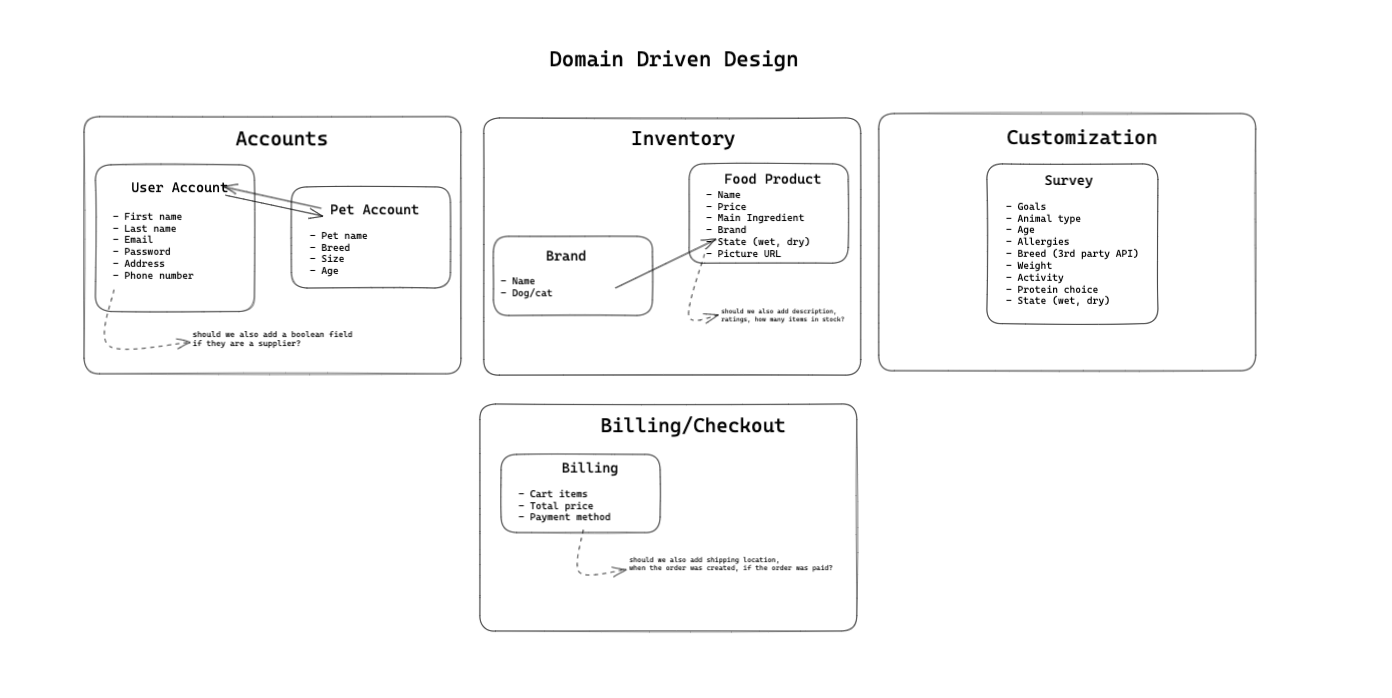 Domain Driven Design
Accounts
User Account
- First name
- Last name
- Email
- Password
- Address
- Phone number
Pet Account
- Pet name
- Breed
- Size
- Age
should we also add a boolean field
if they are a supplier?
Inventory
Food Product
- Name
- Price
- Main Ingredient
- Brand
- State (wet, dry)
- Picture URL
Brand
- Name
- Dog/cat
should we also add description,
ratings, how many items in stock?
Customization
Survey
- Goals
- Animal type
- Age
- Allergies
- Breed (3rd party API)
- Weight
- Activity
- Protein choice
- State (wet, dry)
Billing/Checkout
Billing
- Cart items
- Total price
- Payment method
should we also add shipping location,
when the order was created, if the order was paid?